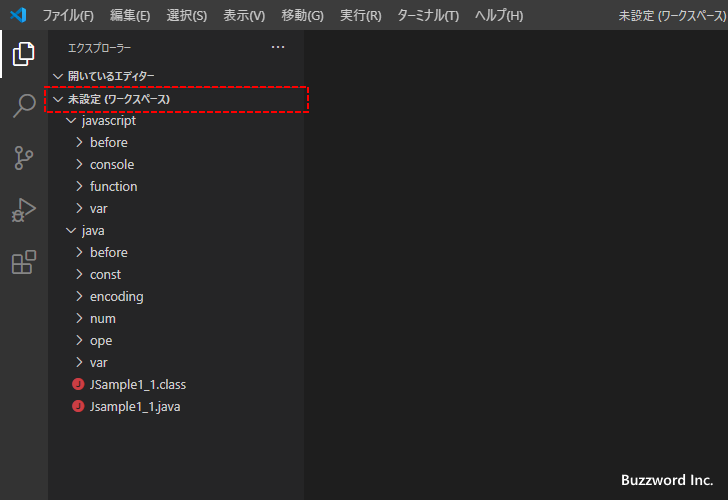 ファイル(F) 編集(E) 選択(S) 表示(V) 移動(G) 実行(R) ターミナル(T) ヘルプ(H) 未設定 (ワークスペース)
エクスプローラー ...
開いているエディター
未設定 (ワークスペース)
javascript
before
console
function
var
java
before
const
encoding
num
ope
var
J JSample1_1.class
J Jsample1_1.java
Buzzword Inc.